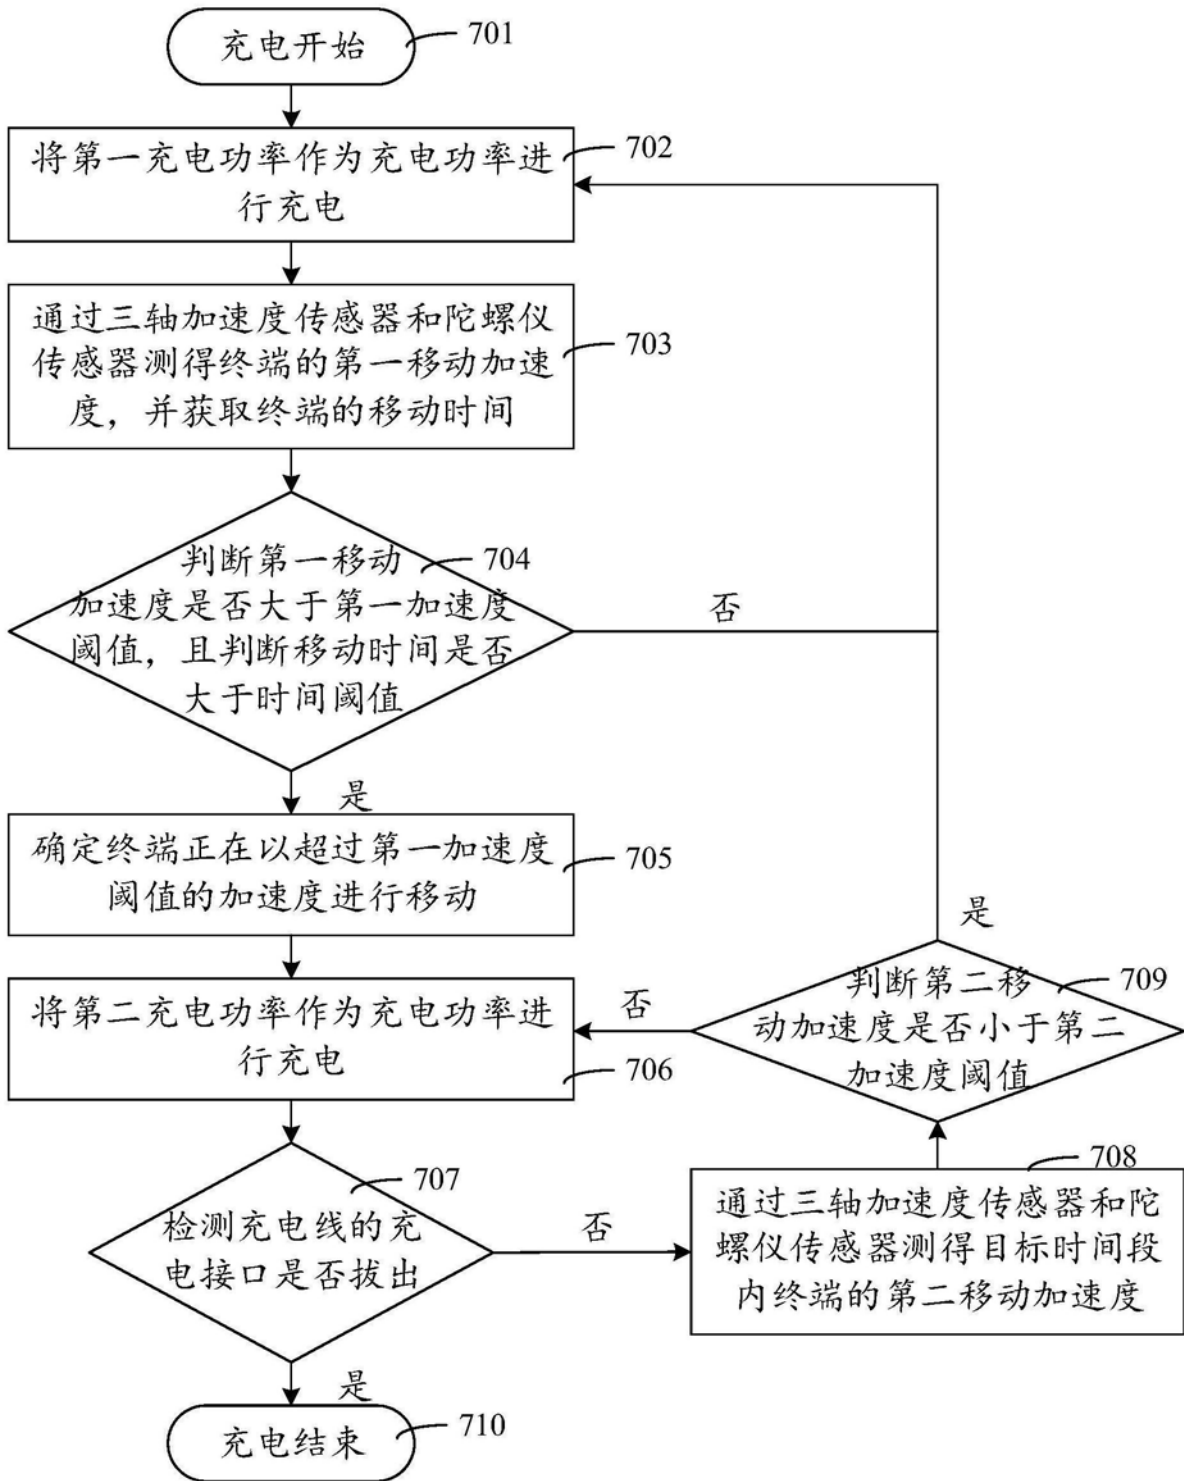 充电开始
701
将第一充电功率作为充电功率进
行充电
702
通过三轴加速度传感器和陀螺仪
传感器测得终端的第一移动加速
度，并获取终端的移动时间
703
判断第一移动
加速度是否大于第一加速度
阈值，且判断移动时间是否
大于时间阈值
704
否
是
确定终端正在以超过第一加速度
阈值的加速度进行移动
705
将第二充电功率作为充电功率进
行充电
706
检测充电线的充
电接口是否拔出
707
否
通过三轴加速度传感器和陀
螺仪传感器测得目标时间段
内终端的第二移动加速度
708
判断第二移
动加速度是否小于第二
加速度阈值
709
是
否
是
充电结束
710